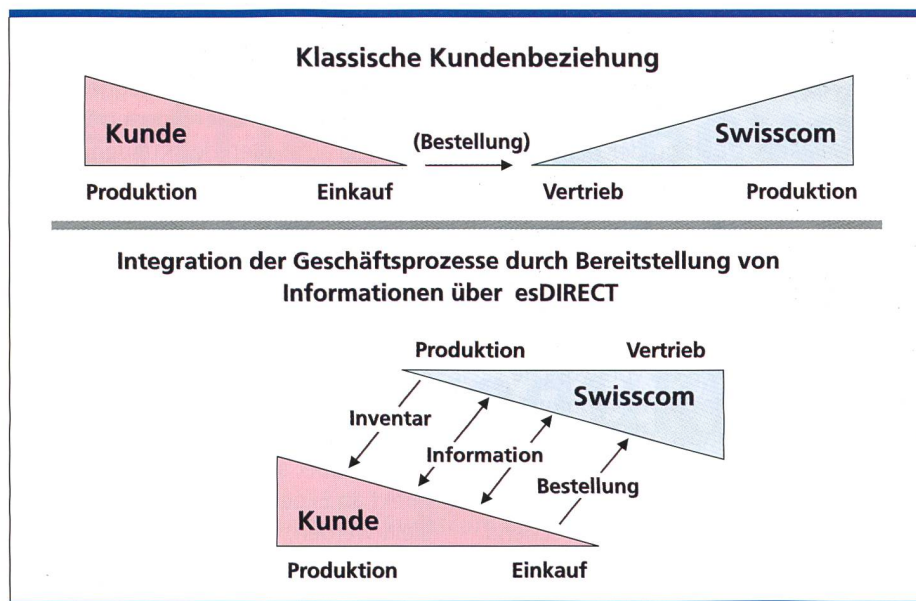 Klassische Kundenbeziehung
Kunde
(Bestellung)
Swisscom
Produktion Einkauf Vertrieb Produktion
Integration der Geschäftsprozesse durch Bereitstellung von
Informationen über esDIRECT
Produktion Vertrieb
Swisscom
Inventar
Information
Bestellung
Kunde
Produktion Einkauf